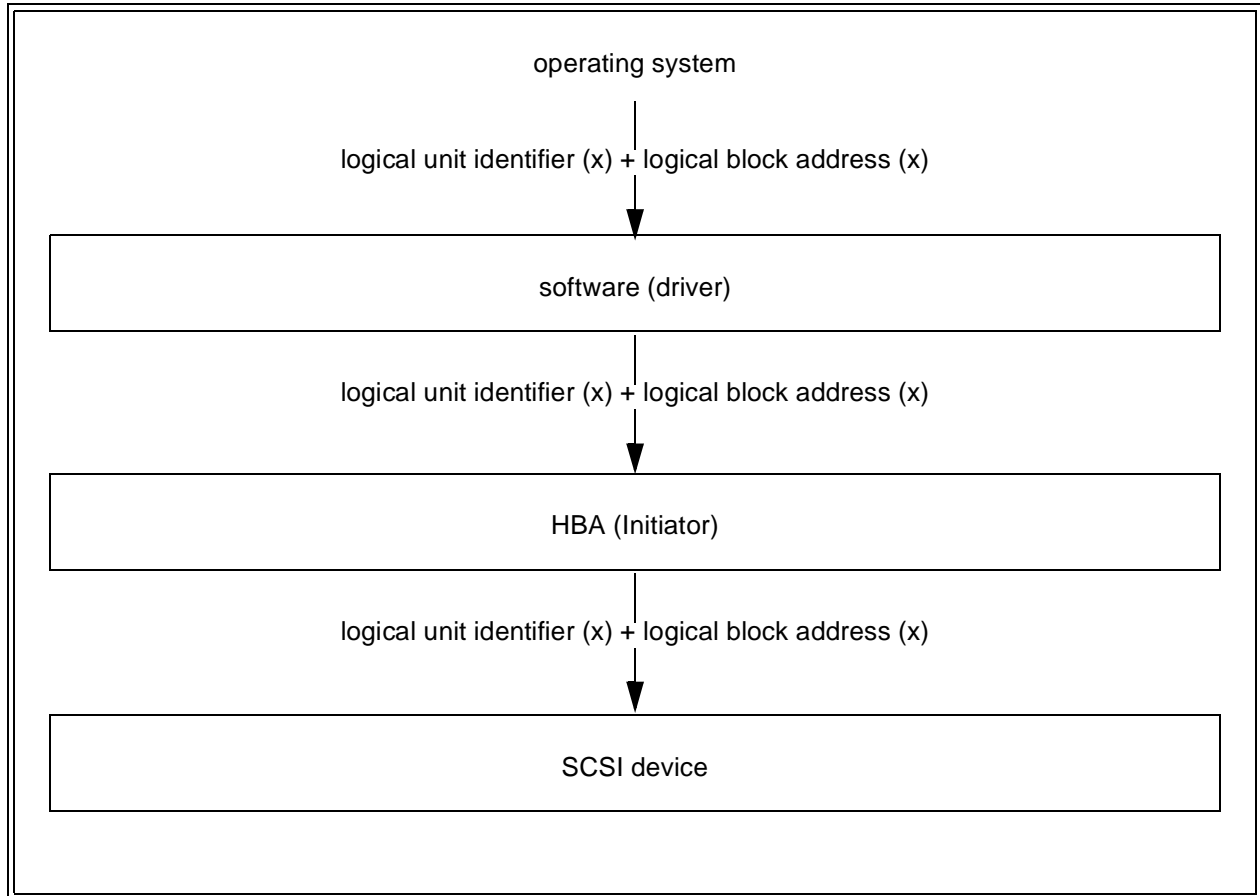 operating system
logical unit identifier (x) + logical block address (x)
software (driver)
logical unit identifier (x) + logical block address (x)
HBA (Initiator)
logical unit identifier (x) + logical block address (x)
SCSI device